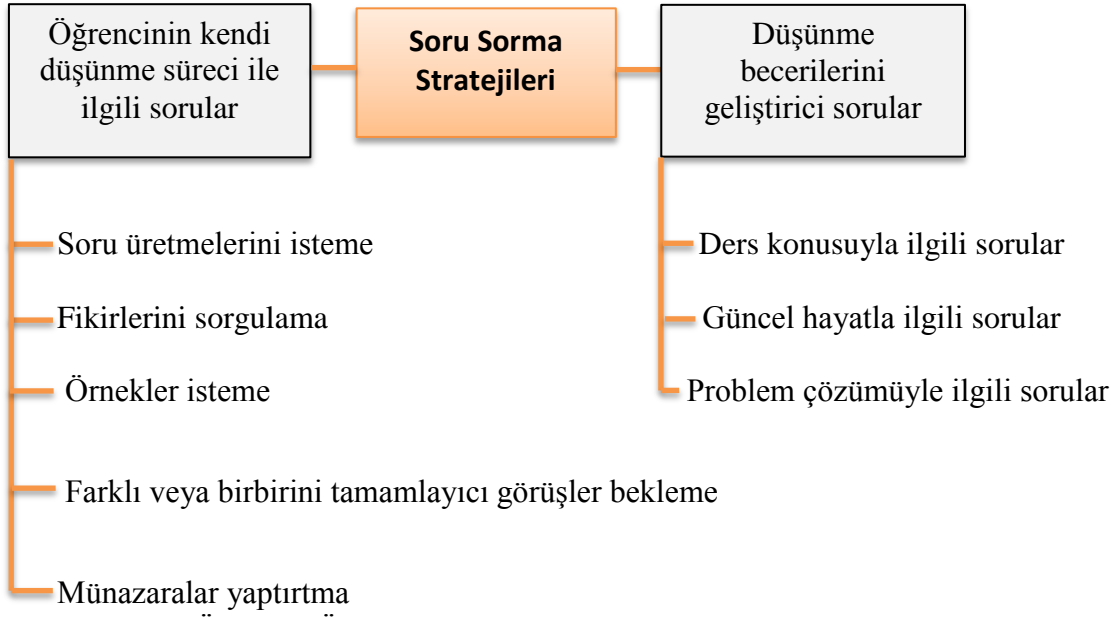 Öğrencinin kendi
düşünme süreci ile
ilgili sorular
Soru Sorma
Stratejileri
Düşünme
becerilerini
geliştirici sorular
Soru üretmelerini isteme
Fikirlerini sorgulama
Örnekler isteme
Farklı veya birbirini tamamlayıcı görüşler bekleme
Münazaralar yaptırtma
Ders konusuyla ilgili sorular
Güncel hayatla ilgili sorular
Problem çözümüyle ilgili sorular